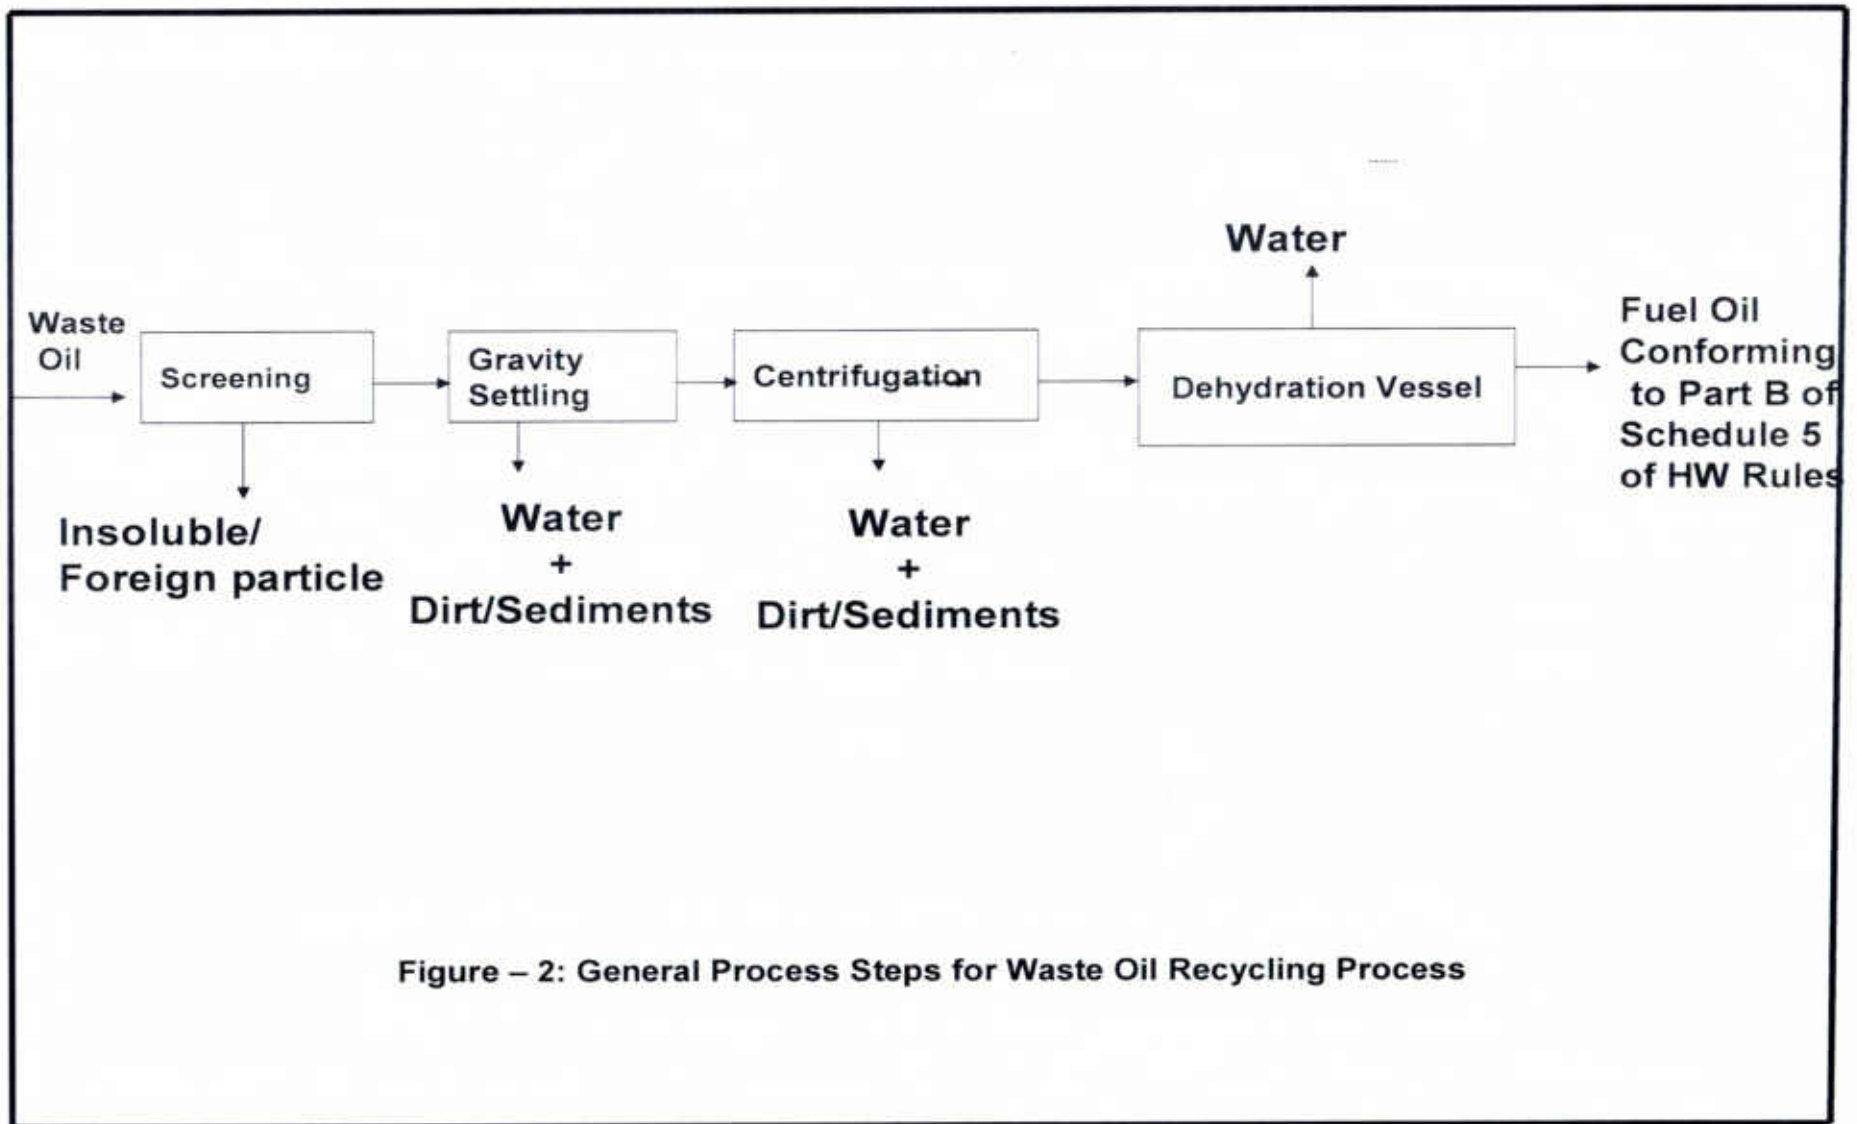 Waste
Oil
Screening
Insoluble/
Foreign particle
Gravity
Settling
Water
+
Dirt/Sediments
Centrifugation
Water
+
Dirt/Sediments
Water
Dehydration Vessel
Fuel Oil
Conforming
to Part B of
Schedule 5
of HW Rules
Figure – 2: General Process Steps for Waste Oil Recycling Process